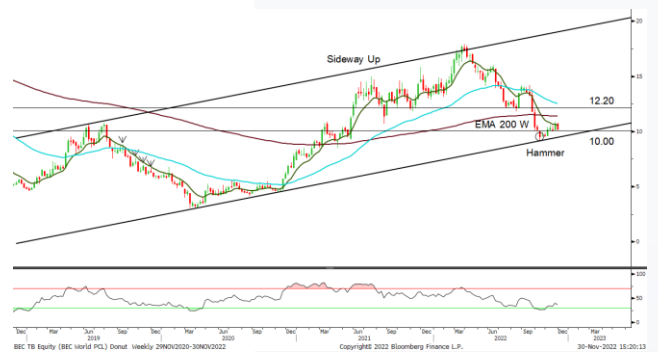 20
Sideway Up
15
12.20
EMA 200 W
10
10.00
Hammer
5
0
100
50
0
Dec Mar Jun Sep Dec Mar Jun Sep Dec Mar Jun Sep Dec Mar Jun Sep Dec Mar
2019 2020 2021 2022 2023
BEC TB Equity (BEC World PCL) Donut Weekly 29NOV2020-30NOV2022 Copyright© 2022 Bloomberg Finance L.P. 30-Nov-2022 15:20:13